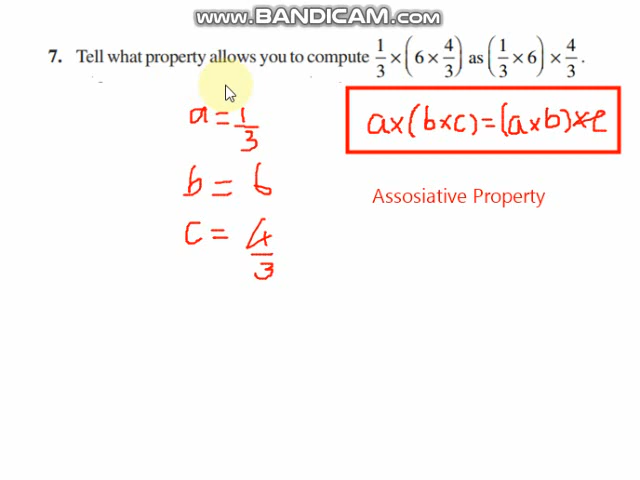 www.BANDICAM.com
7. Tell what property allows you to compute 1/3 × (6 × 4/3) as (1/3 × 6) × 4/3.
a = 1/3
a×(b×c)=(a×b)×c
b = 6
Assosiative Property
c = 4/3